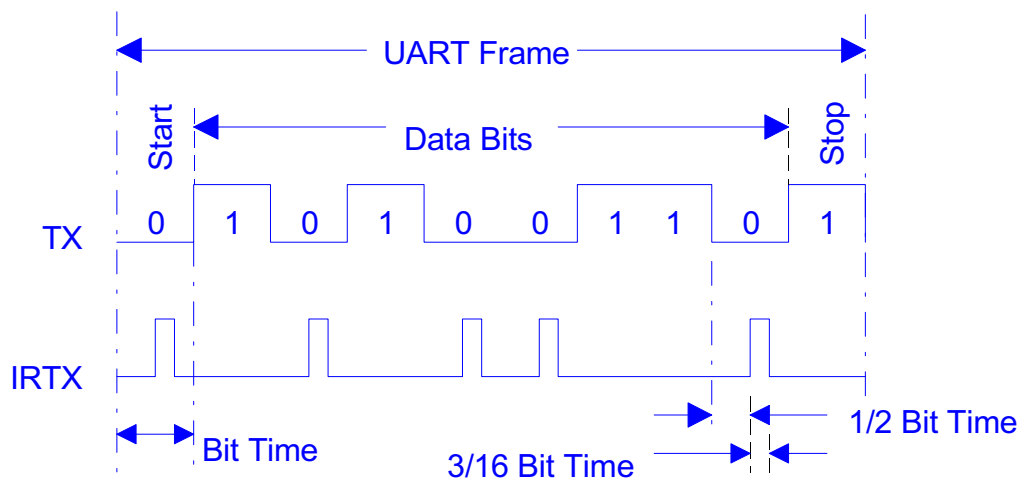 UART Frame
Start
Data Bits
Stop
TX
0 1 0 1 0 0 1 1 0 1
IRTX
Bit Time
1/2 Bit Time
3/16 Bit Time